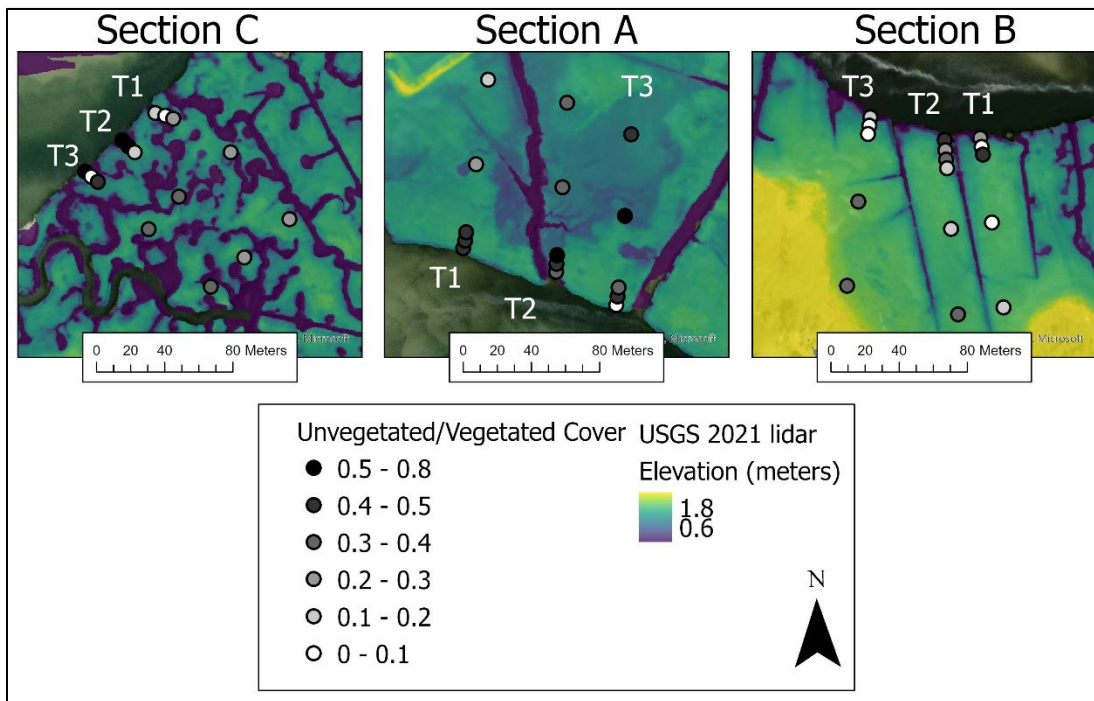 Section C
Section A
Section B
T1
T2
T3
T3
T1
T2
T3
T2
T1
, Microsoft
, Microsoft
, Microsoft
0 20 40 80 Meters
0 20 40 80 Meters
0 20 40 80 Meters
Unvegetated/Vegetated Cover
0.5 - 0.8
0.4 - 0.5
0.3 - 0.4
0.2 - 0.3
0.1 - 0.2
0 - 0.1
USGS 2021 lidar
Elevation (meters)
1.8
0.6
N